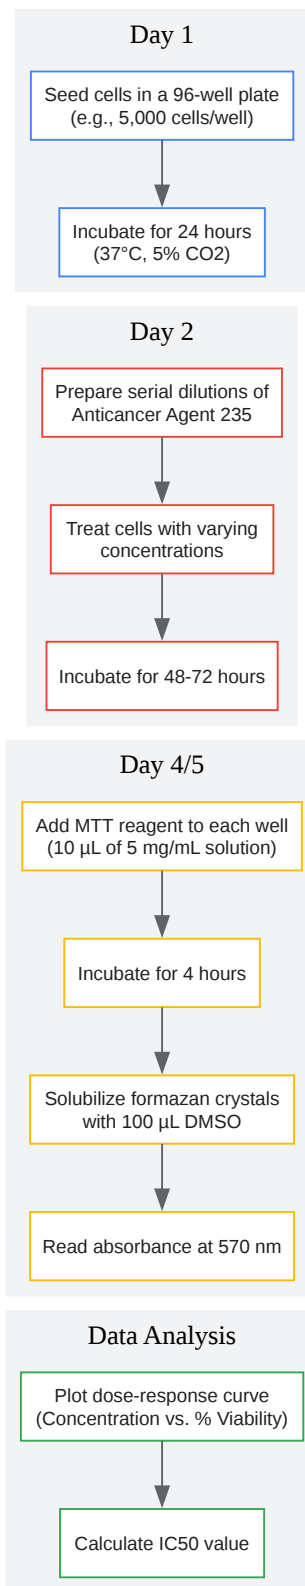 Day 1
Seed cells in a 96-well plate
(e.g., 5,000 cells/well)
Incubate for 24 hours
(37°C, 5% CO2)
Day 2
Prepare serial dilutions of
Anticancer Agent 235
Treat cells with varying
concentrations
Incubate for 48-72 hours
Day 4/5
Add MTT reagent to each well
(10 µL of 5 mg/mL solution)
Incubate for 4 hours
Solubilize formazan crystals
with 100 µL DMSO
Read absorbance at 570 nm
Data Analysis
Plot dose-response curve
(Concentration vs. % Viability)
Calculate IC50 value